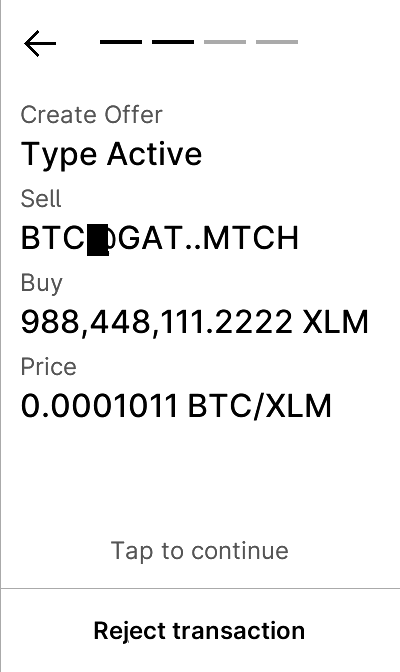 Create Offer
Type Active
Sell
BTC@GAT..MTCH
Buy
988,448,111.2222 XLM
Price
0.0001011 BTC/XLM
Tap to continue
Reject transaction